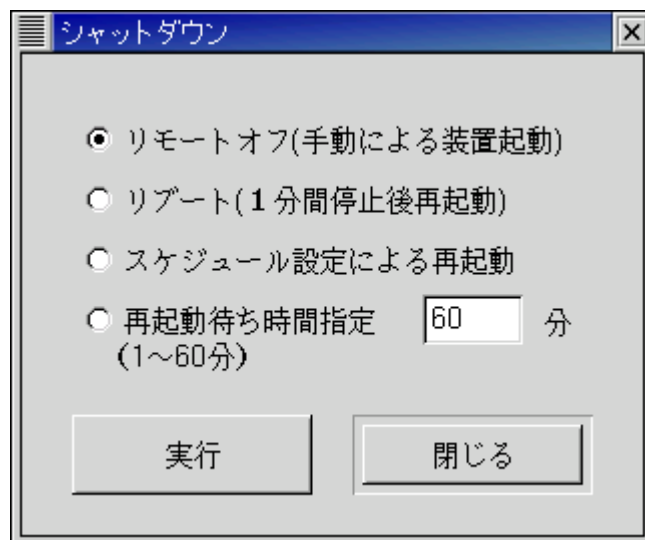 シャットダウン
リモートオフ(手動による装置起動)
リブート(1分間停止後再起動)
スケジュール設定による再起動
再起動待ち時間指定 60 分
(1～60分)
実行 閉じる